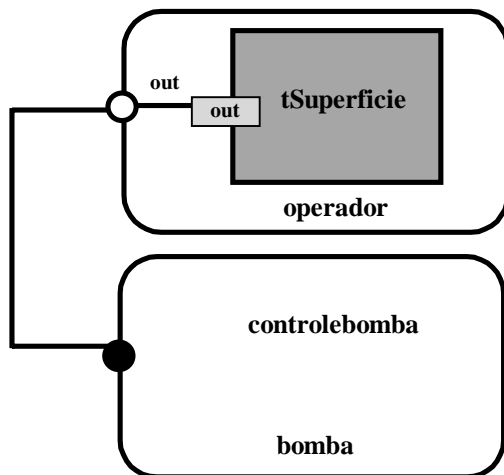 out
out
tSuperficie
operador
controlebomba
bomba